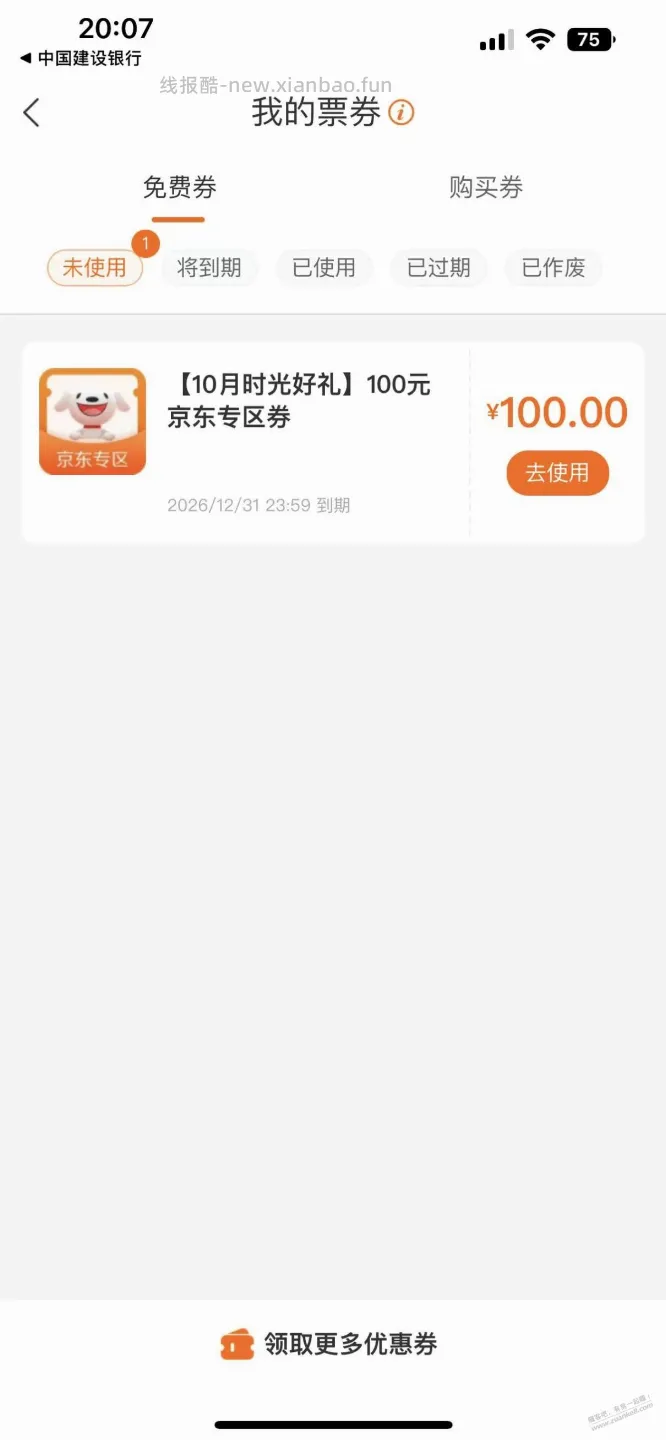 20:07
75
◀ 中国建设银行
线报酷-new.xianbao.fun
我的票券
免费券
购买券
1
未使用
将到期
已使用
已过期
已作废
【10月时光好礼】100元
京东专区券
京东专区
¥100.00
去使用
2026/12/31 23:59 到期
领取更多优惠券